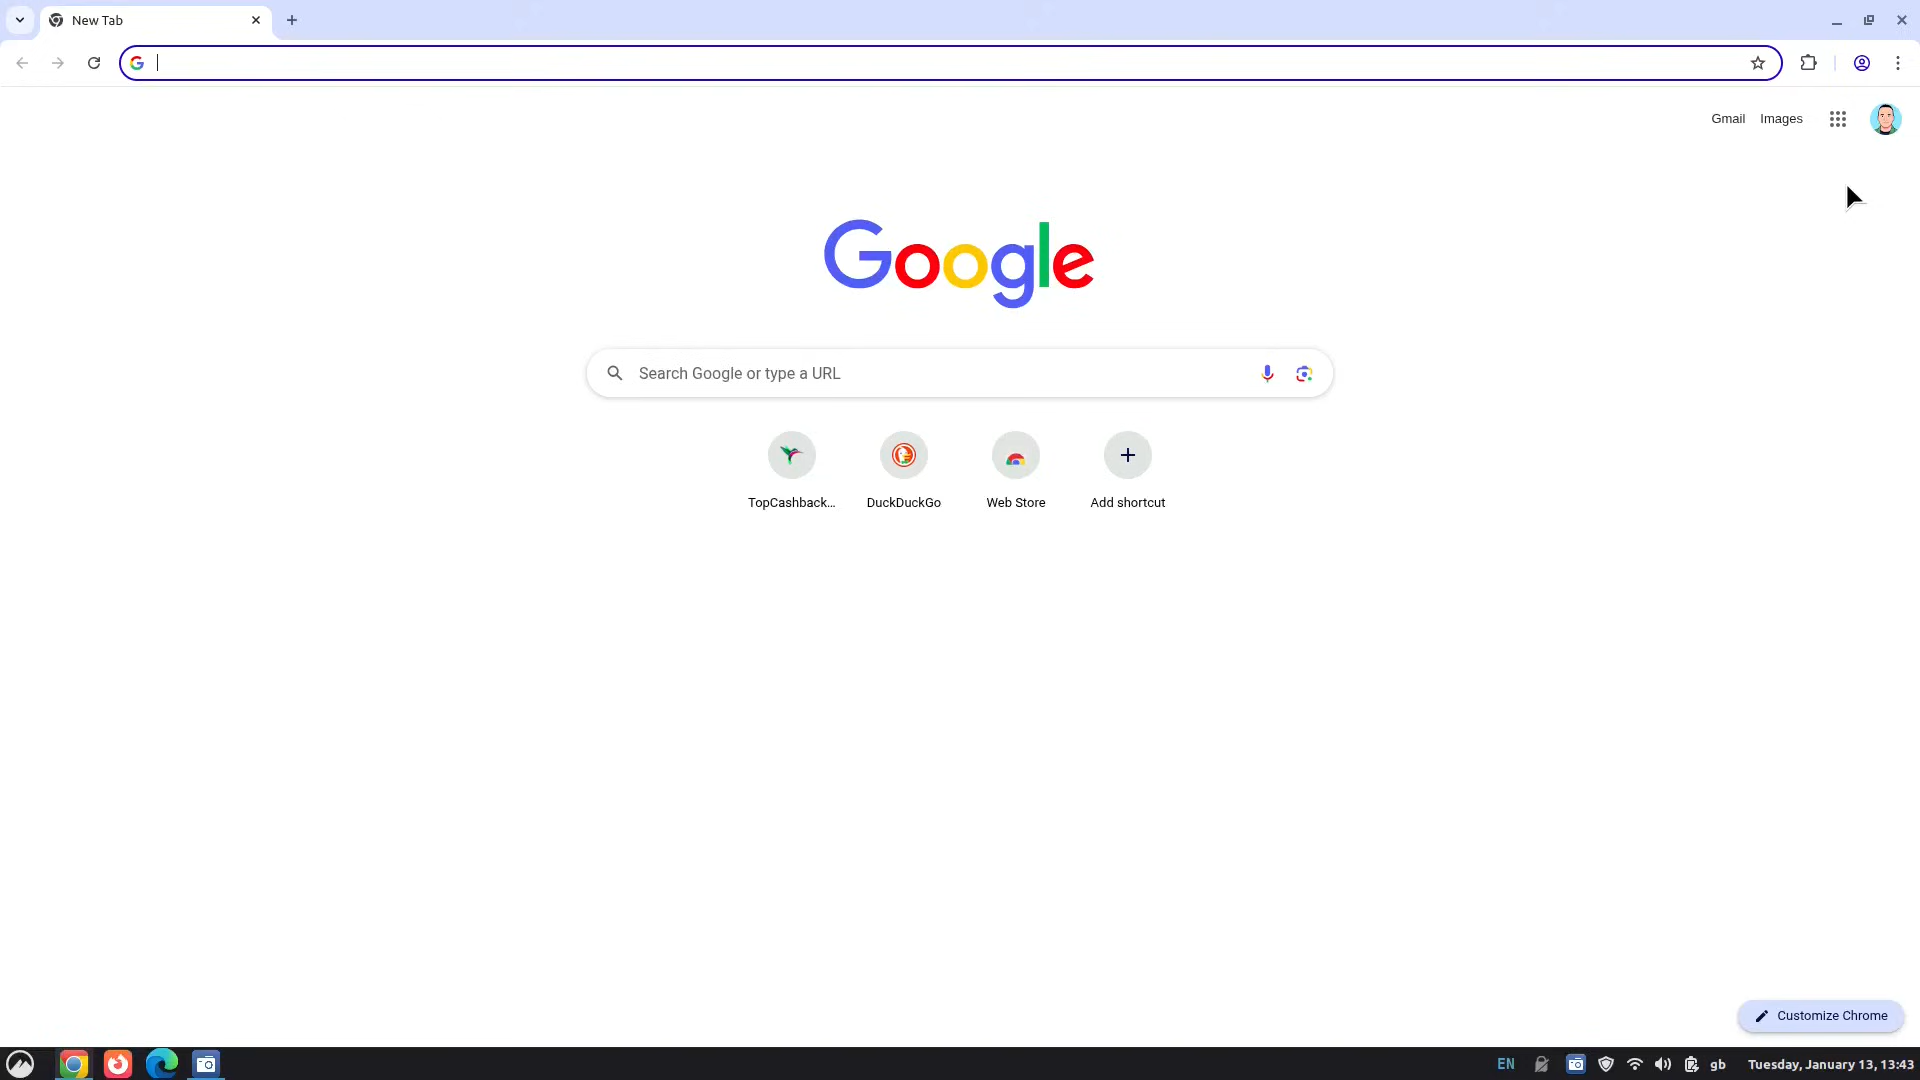 New Tab
Gmail Images
Google
Search Google or type a URL
TopCashback... DuckDuckGo Web Store Add shortcut
Customize Chrome
EN gb Tuesday, January 13, 13:43